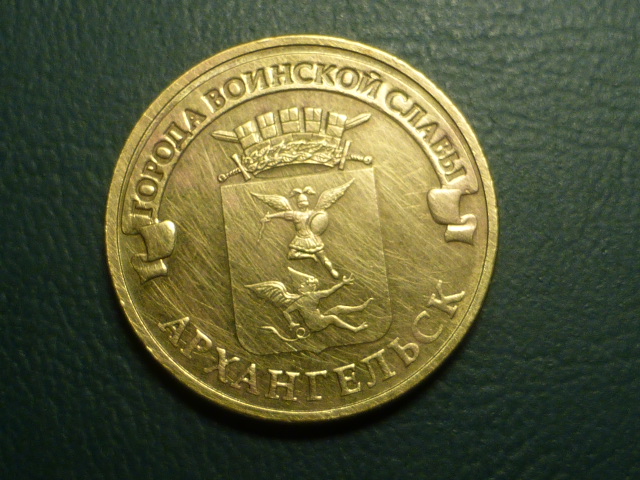 ГОРОДА ВОИНСКОЙ СЛАВЫ
АРХАНГЕЛЬСК